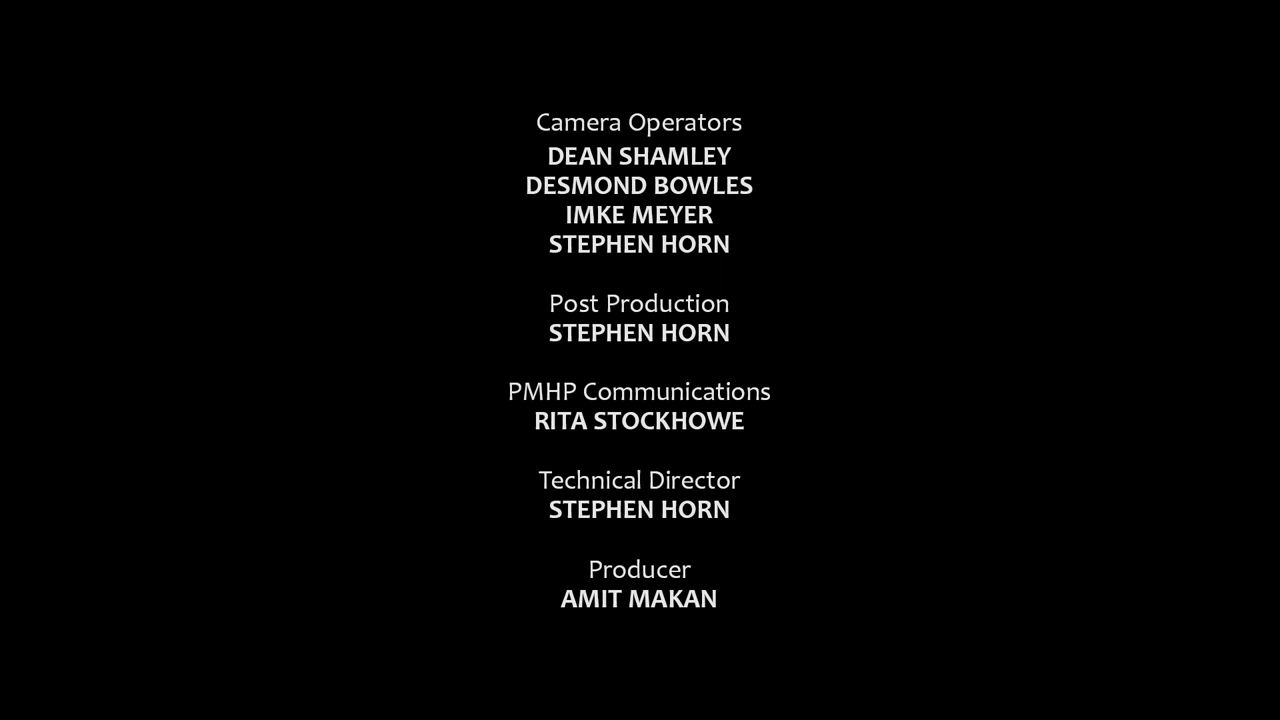 Camera Operators
DEAN SHAMLEY
DESMOND BOWLES
IMKE MEYER
STEPHEN HORN
Post Production
STEPHEN HORN
PMHP Communications
RITA STOCKHOWE
Technical Director
STEPHEN HORN
Producer
AMIT MAKAN